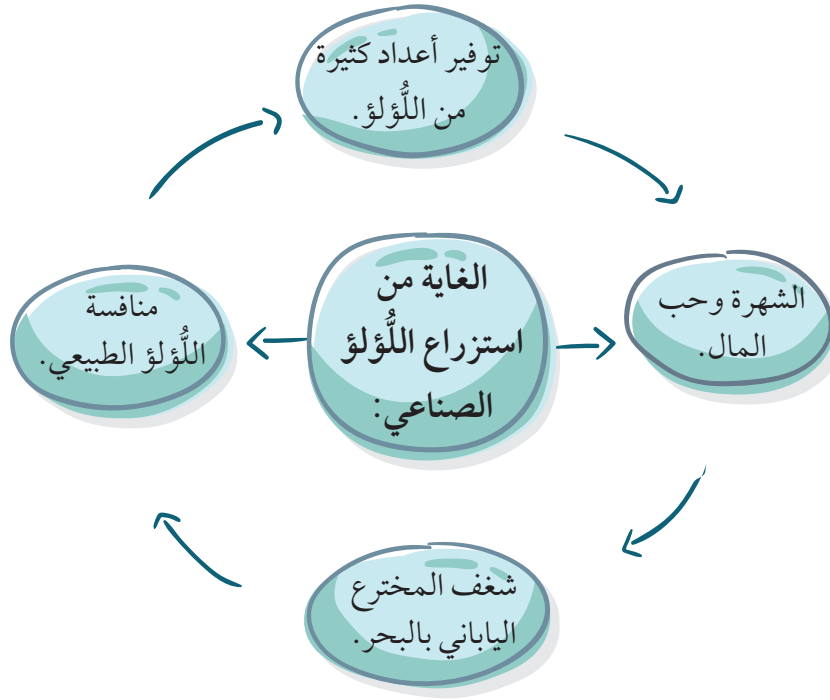 توفير أعداد كثيرة
من اللُّؤلؤ.
الغاية من
استزراع اللُّؤلؤ
الصناعي:
الشهرة وحب
المال.
منافسة
اللُّؤلؤ الطبيعي.
شغف المخترع
الياباني بالبحر.